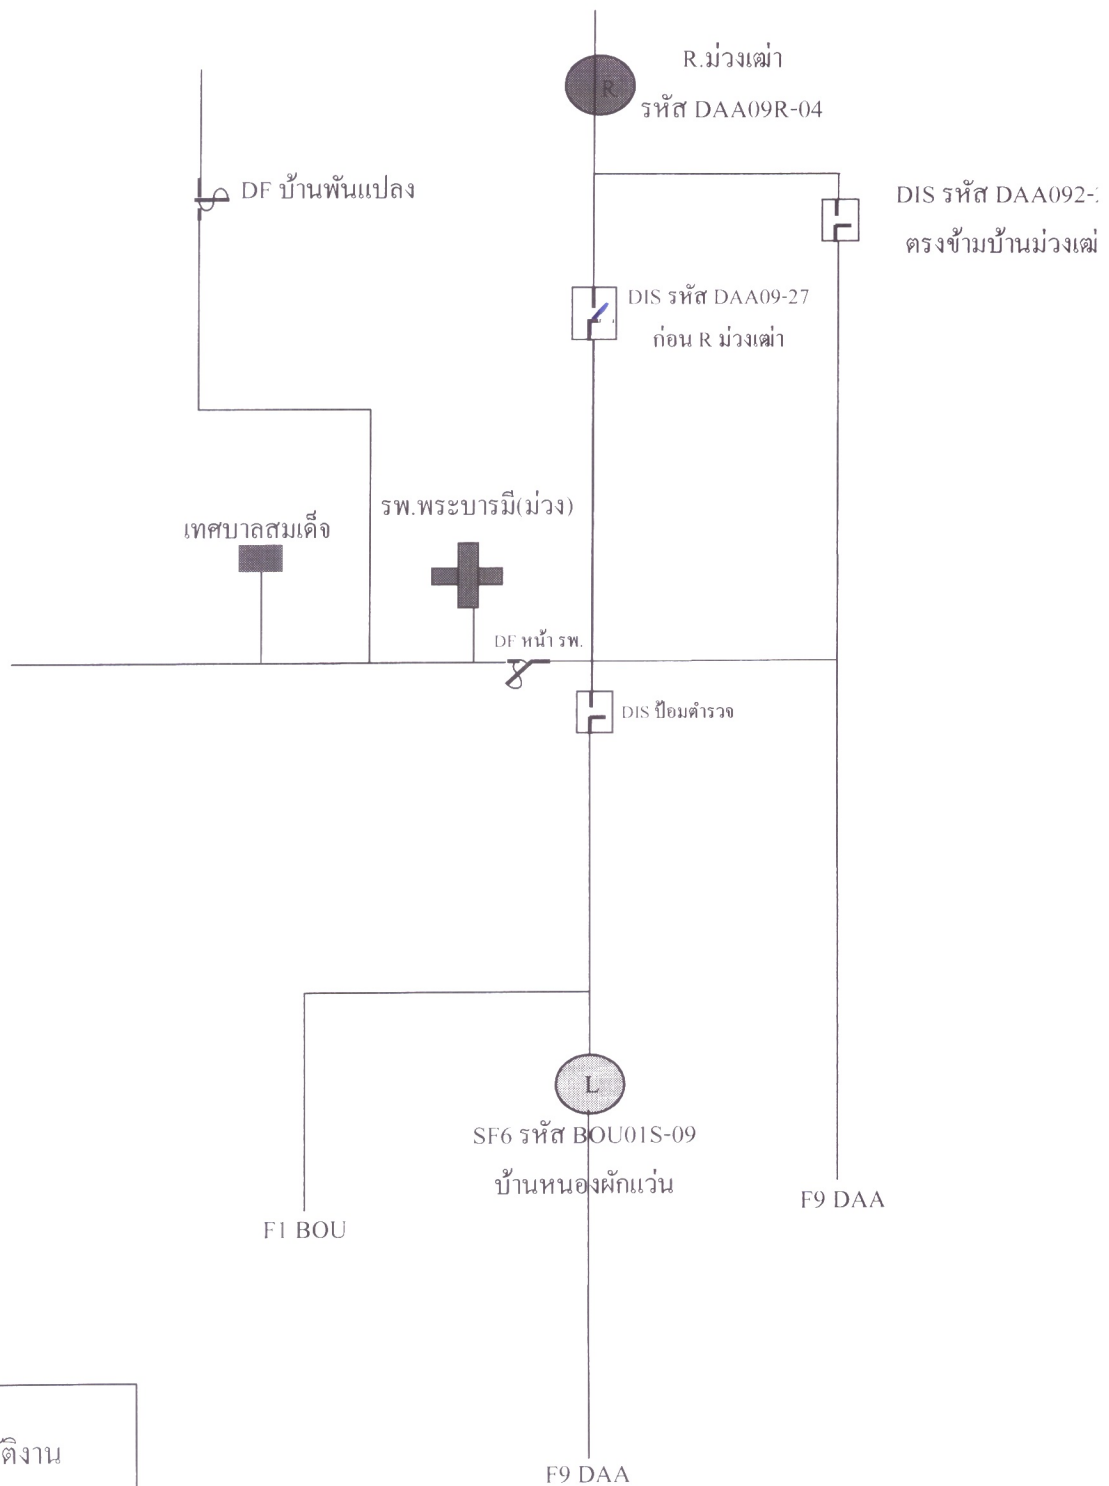 R.ม่วงเฒ่า
R
รหัส DAA09R-04
DF บ้านพันแปลง
DIS รหัส DAA092-
ตรงข้ามบ้านม่วงเฒ่
DIS รหัส DAA09-27
ก่อน R ม่วงเฒ่า
รพ.พระบารมี(ม่วง)
เทศบาลสมเด็จ
DF หน้า รพ.
DIS ป้อมตำรวจ
L
SF6 รหัส BOU01S-09
บ้านหนองผักแว่น
F9 DAA
F1 BOU
ติงาน
F9 DAA